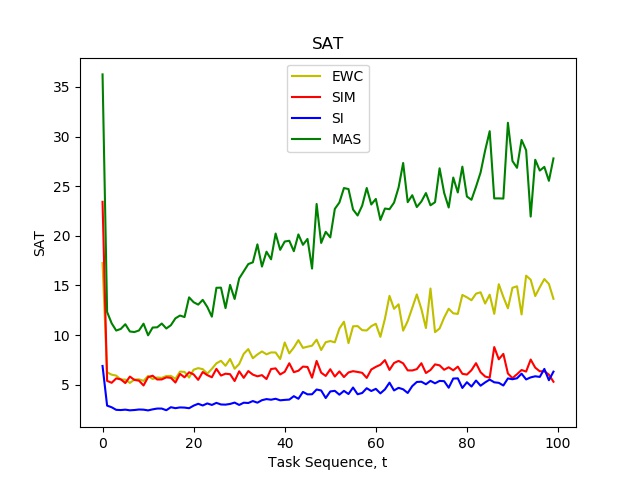 SAT
EWC
SIM
SI
MAS
SAT
35
30
25
20
15
10
5
0 20 40 60 80 100
Task Sequence, t